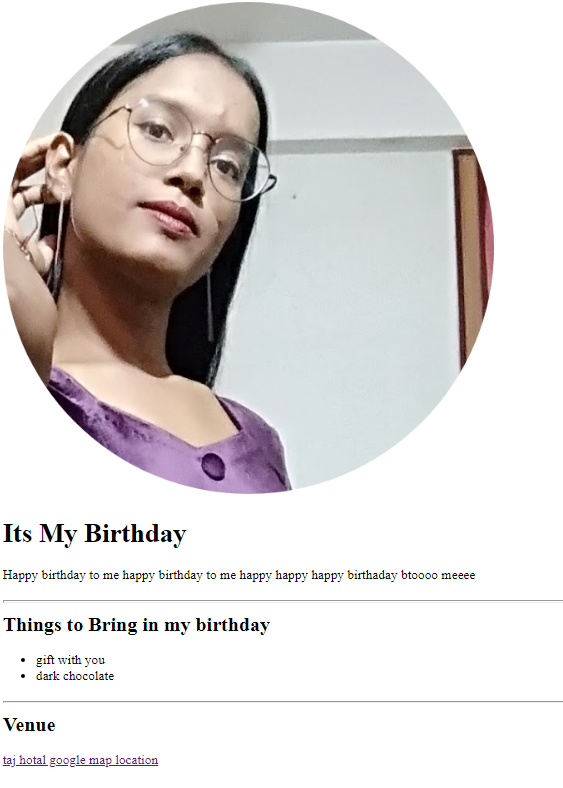 Its My Birthday
Happy birthday to me happy birthday to me happy happy happy birthaday btoooo meeee
Things to Bring in my birthday
gift with you
dark chocolate
Venue
taj hotal google map location